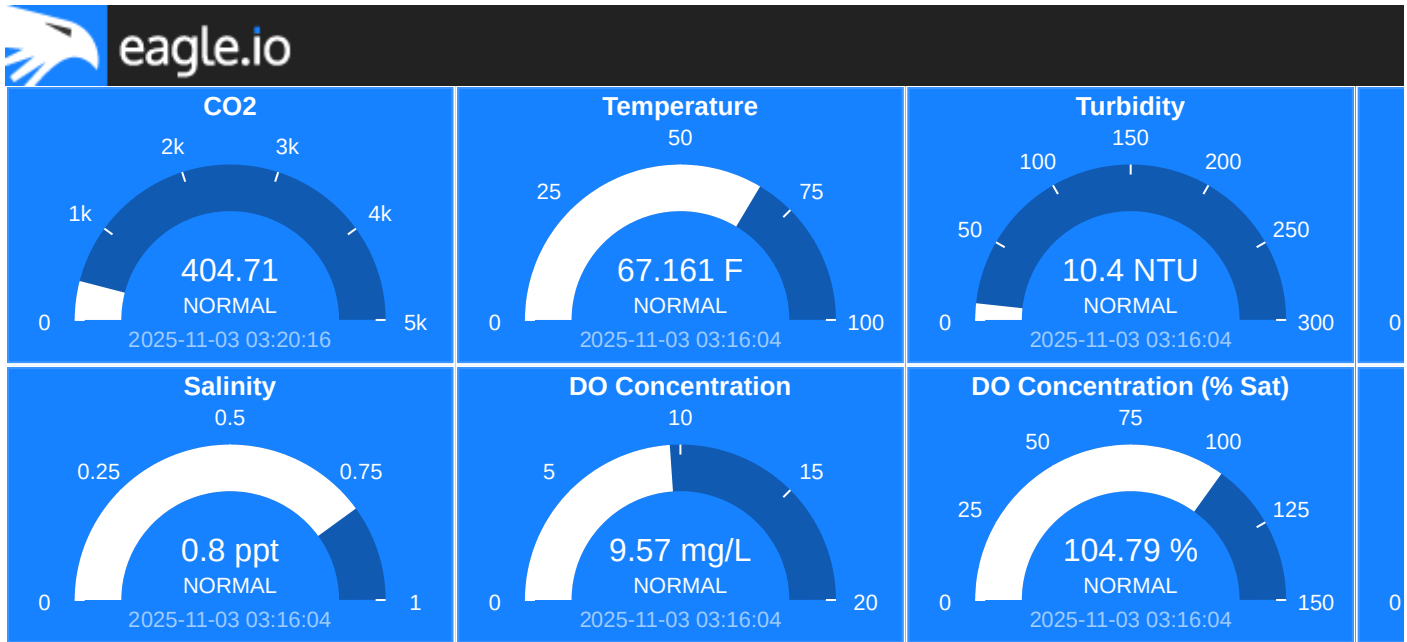 eagle.io
CO2
0
1k
2k
3k
4k
5k
404.71
NORMAL
2025-11-03 03:20:16
Temperature
0
25
50
75
100
67.161 F
NORMAL
2025-11-03 03:16:04
Turbidity
0
50
100
150
200
250
300
10.4 NTU
NORMAL
2025-11-03 03:16:04
0
Salinity
0
0.25
0.5
0.75
1
0.8 ppt
NORMAL
2025-11-03 03:16:04
DO Concentration
0
5
10
15
20
9.57 mg/L
NORMAL
2025-11-03 03:16:04
DO Concentration (% Sat)
0
25
50
75
100
125
150
104.79 %
NORMAL
2025-11-03 03:16:04
0